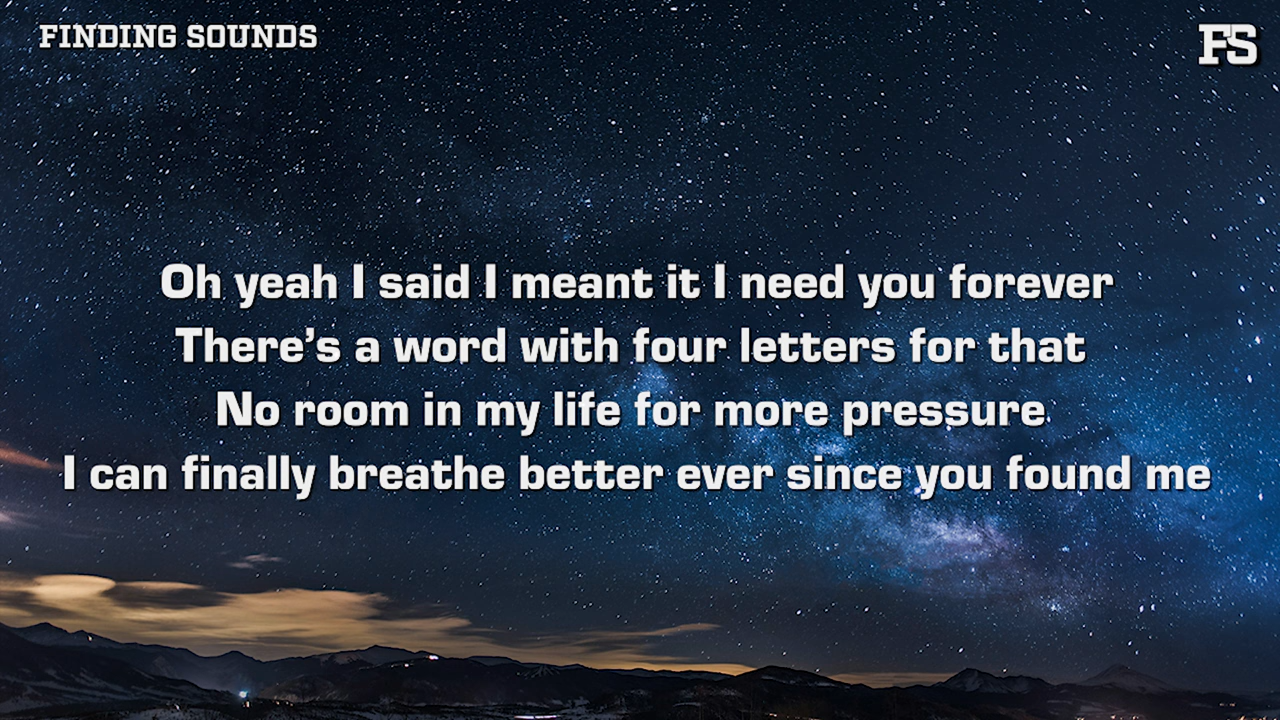 FINDING SOUNDS
FS
Oh yeah I said I meant it I need you forever
There's a word with four letters for that
No room in my life for more pressure
I can finally breathe better ever since you found me